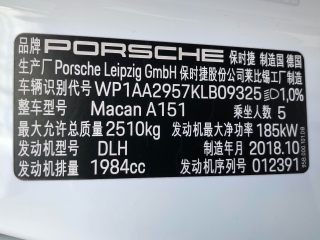 品牌 PORSCHE 保时捷 制造国 德国
生产厂 Porsche Leipzig GmbH 保时捷股份公司莱比锡工厂制造
车辆识别代号 WP1AA2957KLB09325 1,0%
整车型号 Macan A151 乘坐人数 5
最大允许总质量 2510kg 发动机最大净功率 185kW
发动机型号 DLH 制造年月 2018.10
发动机排量 1984cc 发动机序列号 012391